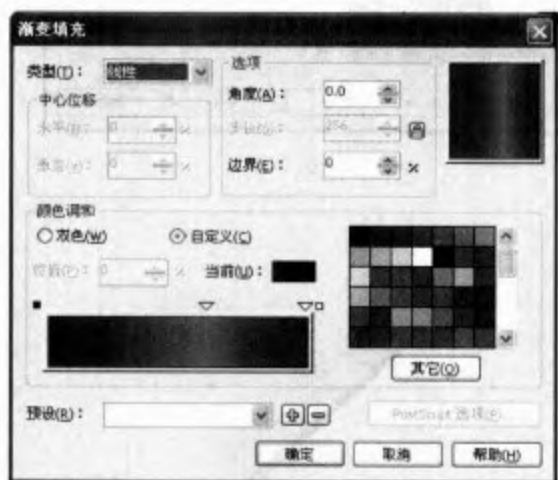 渐变填充
类型(T)： 线性
选项
角度(A)： 0.0
中心位移
水平(I)： 0 %
步长(S)： 256
垂直(V)： 0 %
边界(E)： 0 %
颜色调和
双色(W) 自定义(C)
位置(P)： 0 % 当前(U)：
其它(O)
预设(R)：
PostScript 选项(P)
确定 取消 帮助(H)